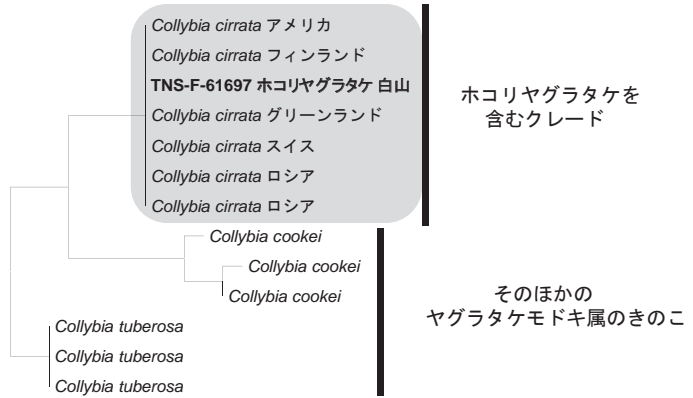 Collybia cirrata アメリカ
Collybia cirrata フィンランド
TNS-F-61697 ホコリヤグラタケ 白山
Collybia cirrata グリーンランド
Collybia cirrata スイス
Collybia cirrata ロシア
Collybia cirrata ロシア
ホコリヤグラタケを
含むクレード
Collybia cookei
Collybia cookei
Collybia cookei
Collybia tuberosa
Collybia tuberosa
Collybia tuberosa
そのほかの
ヤグラタケモドキ属のきのこ